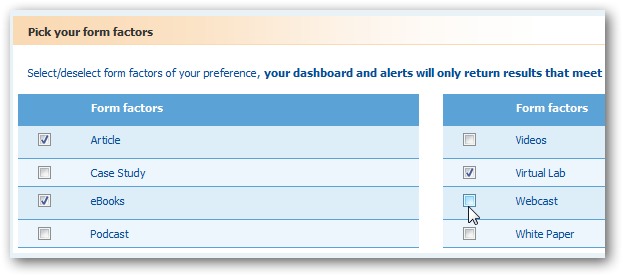 Pick your form factors
Select/deselect form factors of your preference, your dashboard and alerts will only return results that meet
Form factors
Article
Case Study
eBooks
Podcast
Form factors
Videos
Virtual Lab
Webcast
White Paper